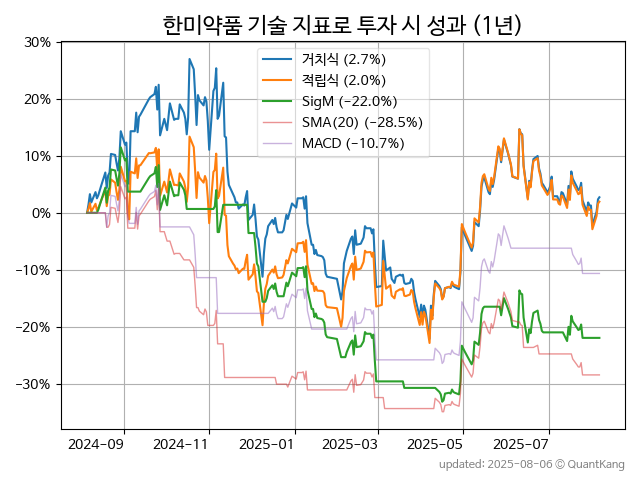 한미약품 기술 지표로 투자 시 성과 (1년)
거치식 (2.7%)
적립식 (2.0%)
SigM (−22.0%)
SMA(20) (−28.5%)
MACD (−10.7%)
30%
20%
10%
0%
−10%
−20%
−30%
2024-09 2024-11 2025-01 2025-03 2025-05 2025-07
updated: 2025-08-06 © QuantKang